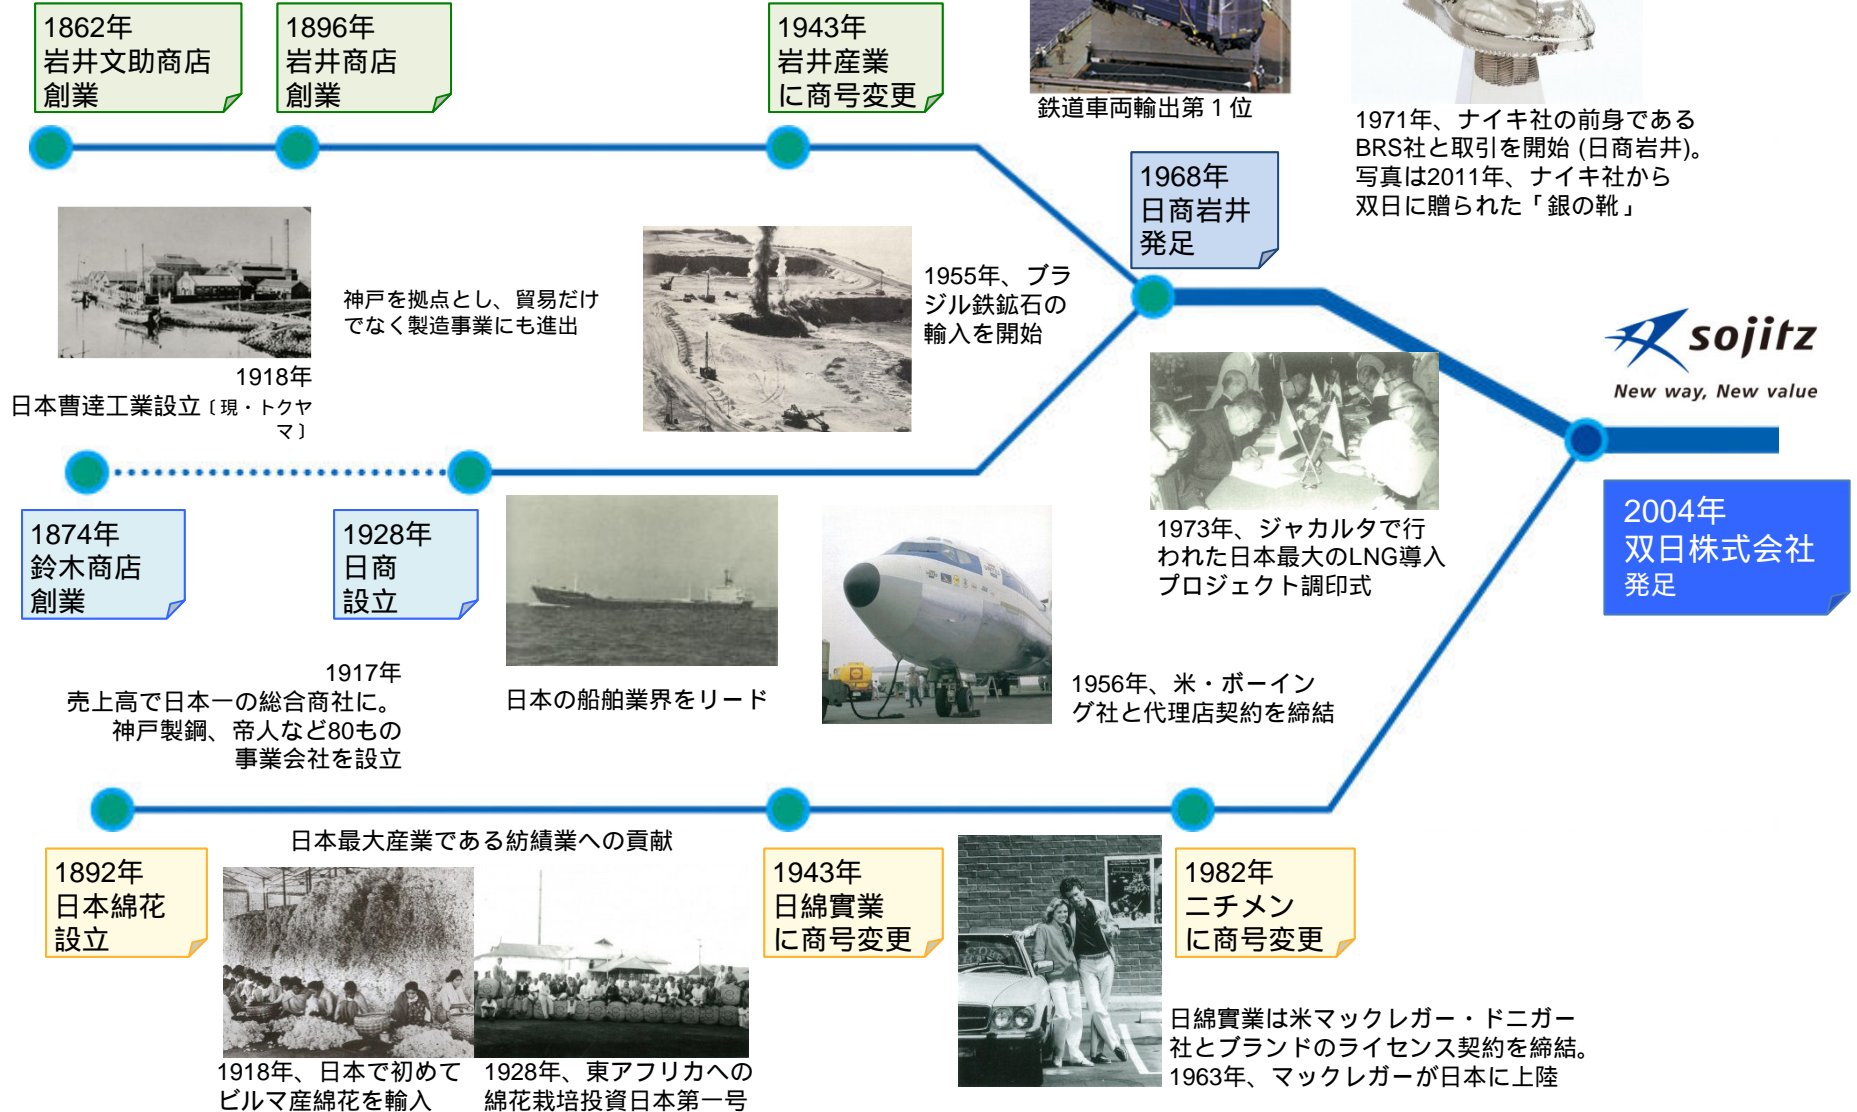 1862年
岩井文助商店
創業
1896年
岩井商店
創業
1943年
岩井産業
に商号変更
鉄道車両輸出第1位
1971年、ナイキ社の前身である
BRS社と取引を開始 (日商岩井)。
写真は2011年、ナイキ社から
双日に贈られた「銀の靴」
1968年
日商岩井
発足
神戸を拠点とし、貿易だけ
でなく製造事業にも進出
1955年、ブラ
ジル鉄鉱石の
輸入を開始
1918年
日本曹達工業設立〔現・トクヤ
マ〕
sojitz
New way, New value
1874年
鈴木商店
創業
1928年
日商
設立
1973年、ジャカルタで行
われた日本最大のLNG導入
プロジェクト調印式
2004年
双日株式会社
発足
1917年
売上高で日本一の総合商社に。
神戸製鋼、帝人など80もの
事業会社を設立
日本の船舶業界をリード
1956年、米・ボーイン
グ社と代理店契約を締結
日本最大産業である紡績業への貢献
1892年
日本綿花
設立
1943年
日綿實業
に商号変更
1982年
ニチメン
に商号変更
1918年、日本で初めて
ビルマ産綿花を輸入
1928年、東アフリカへの
綿花栽培投資日本第一号
日綿實業は米マックレガー・ドニガー
社とブランドのライセンス契約を締結。
1963年、マックレガーが日本に上陸